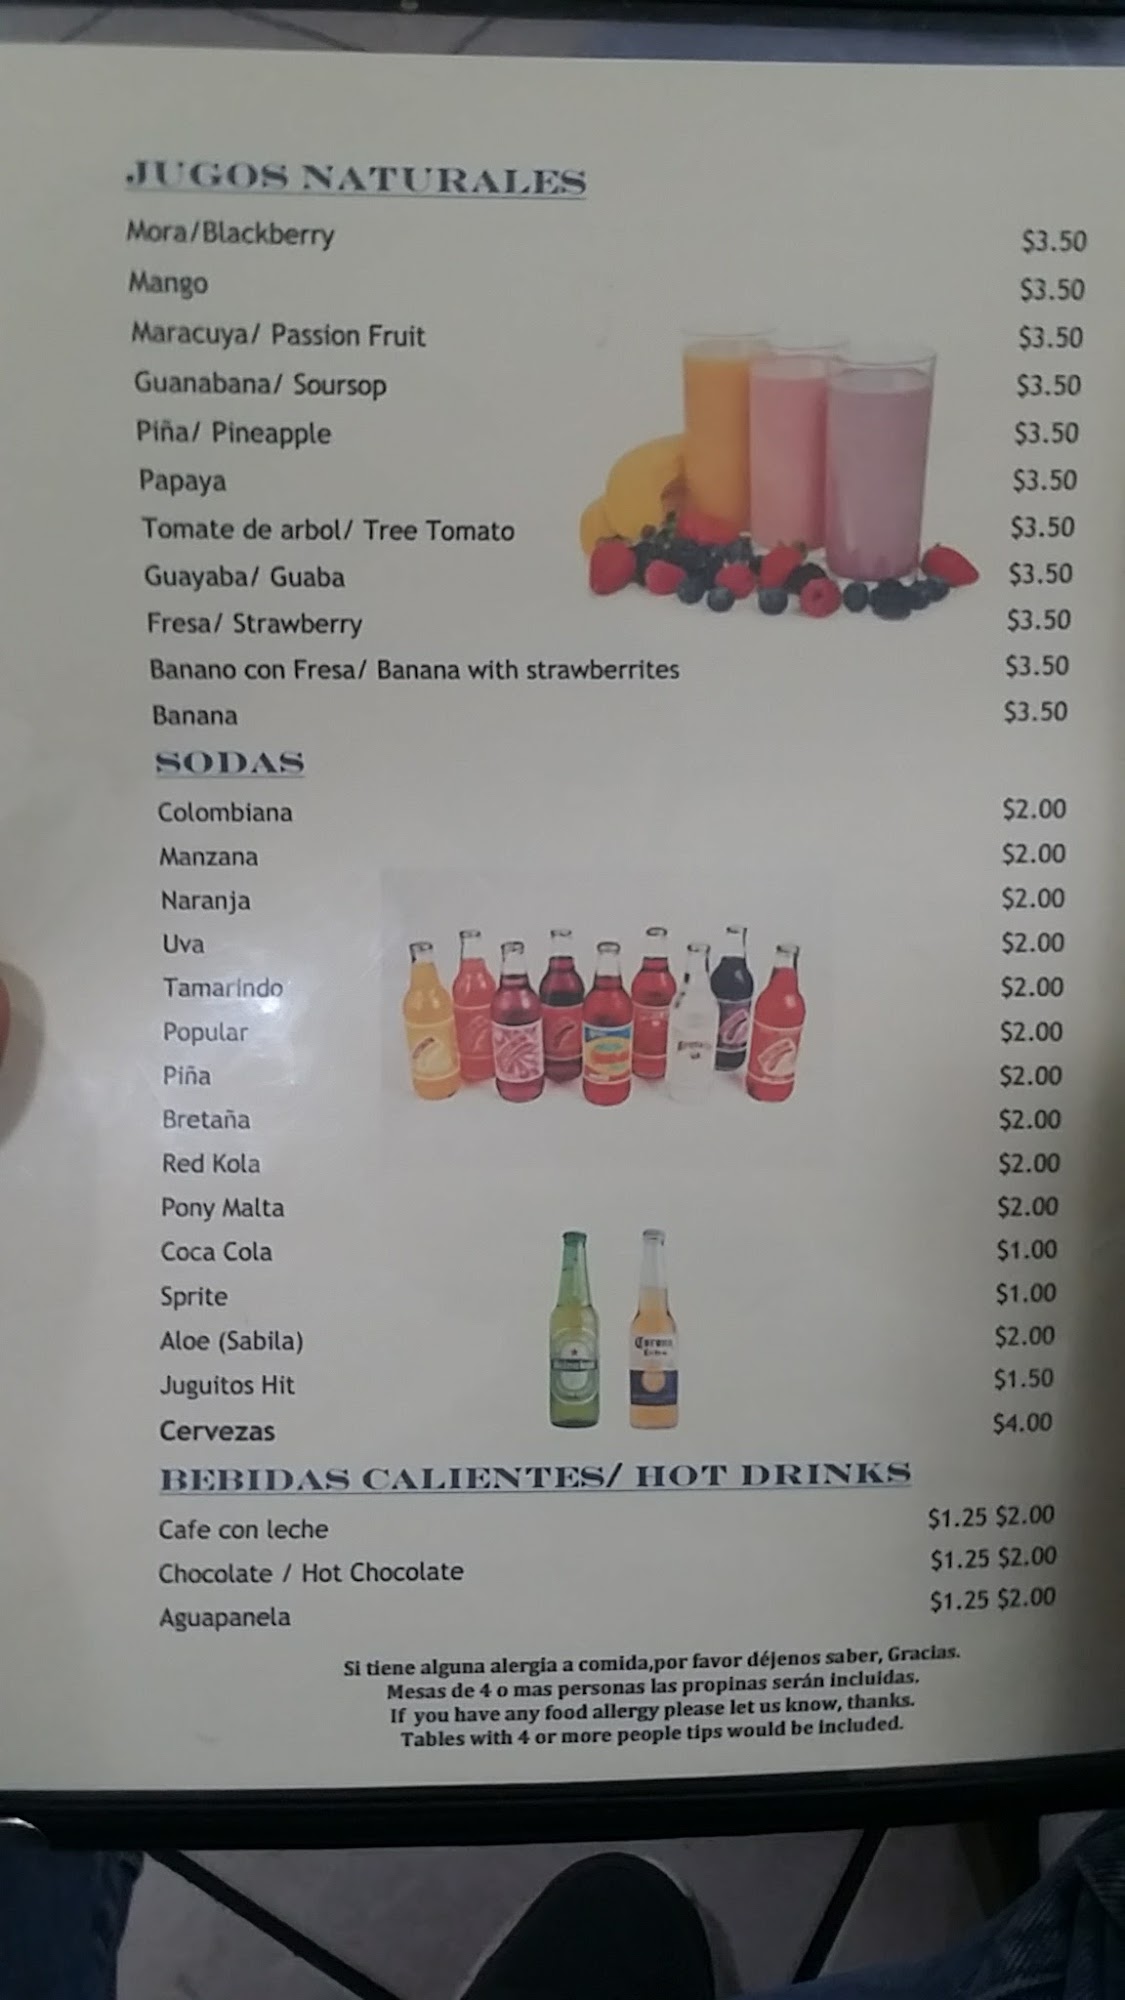 JUGOS NATURALES
Mora/Blackberry $3.50
Mango $3.50
Maracuya/ Passion Fruit $3.50
Guanabana/ Soursop $3.50
Piña/ Pineapple $3.50
Papaya $3.50
Tomate de arbol/ Tree Tomato $3.50
Guayaba/ Guaba $3.50
Fresa/ Strawberry $3.50
Banano con Fresa/ Banana with strawberrites $3.50
Banana $3.50
SODAS
Colombiana $2.00
Manzana $2.00
Naranja $2.00
Uva $2.00
Tamarindo $2.00
Popular $2.00
Piña $2.00
Bretaña $2.00
Red Kola $2.00
Pony Malta $2.00
Coca Cola $1.00
Sprite $1.00
Aloe (Sabila) $2.00
Corona
Extra
Heineken
Juguitos Hit $1.50
Cervezas $4.00
BEBIDAS CALIENTES/ HOT DRINKS
Cafe con leche $1.25 $2.00
Chocolate / Hot Chocolate $1.25 $2.00
Aguapanela $1.25 $2.00
Si tiene alguna alergia a comida,por favor déjenos saber, Gracias.
Mesas de 4 o mas personas las propinas serán incluidas.
If you have any food allergy please let us know, thanks.
Tables with 4 or more people tips would be included.